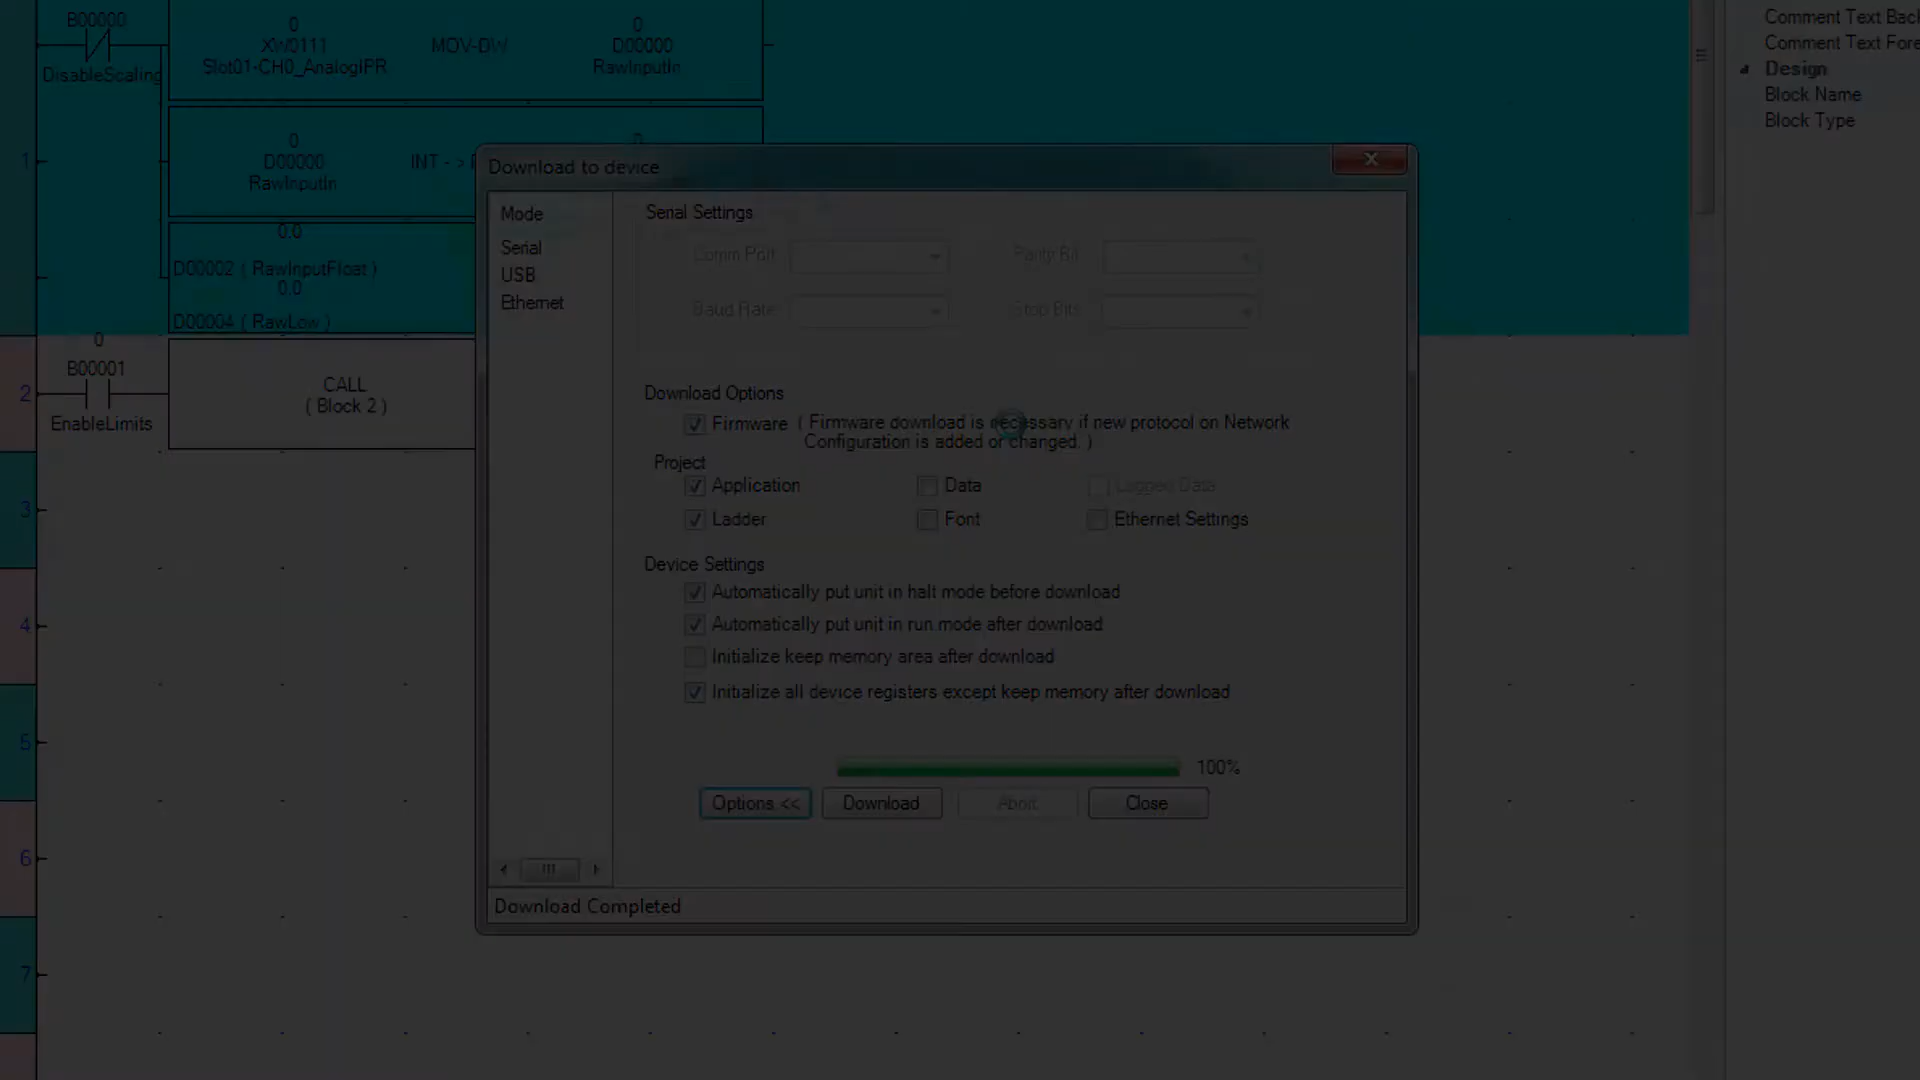 B00000
0
0
Comment Text Bac
XW0111
MOV-DW
D00000
Comment Text Fore
DisableScaling
Slot01-CH0_AnalogIPR
RawInputIn
Design
Block Name
Block Type
0
0
1
D00000
INT - >
RawInputIn
Download to device
Mode
Serial Settings
Serial
Comm Port
Parity Bit
USB
Ethernet
Baud Rate
Stop Bits
0.0
D00002 ( RawInputFloat )
0.0
D00004 ( RawLow )
0
B00001
2
CALL
( Block 2 )
EnableLimits
Download Options
Firmware ( Firmware download is necessary if new protocol on Network
Configuration is added or changed. )
Project
Application
Data
Logged Data
Ladder
Font
Ethernet Settings
3
Device Settings
Automatically put unit in halt mode before download
4
Automatically put unit in run mode after download
Initialize keep memory area after download
Initialize all device registers except keep memory after download
5
100%
Options <<
Download
Abort
Close
6
Download Completed
7